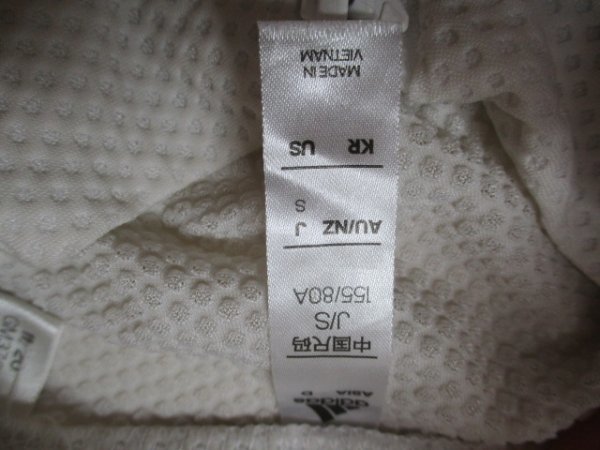 adidas
ASIA
中国尺码
J/S
155/80A
AU/NZ J
S
KR US
MADE IN
VIETNAM